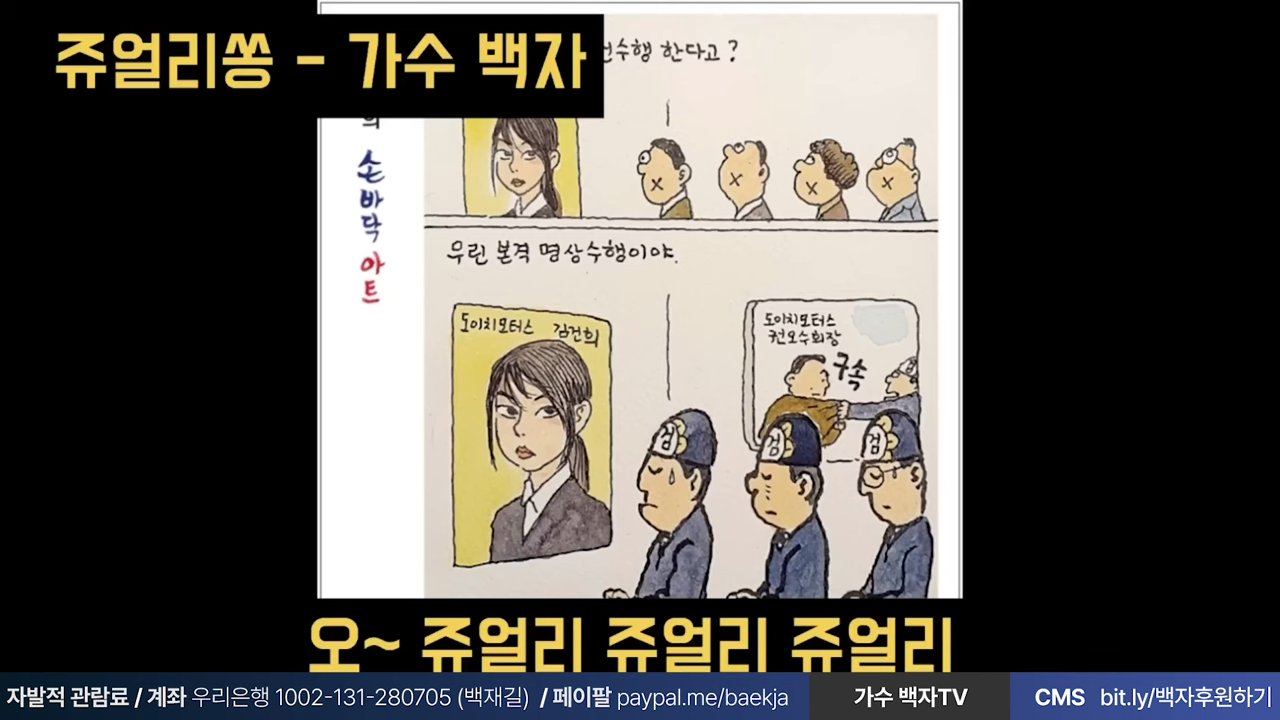 쥬얼리쏭 - 가수 백자
수행 한다고?
의 손바닥 아트
우린 본격 명상수행이야.
도이치모터스 김건희
도이치모터스
권오수회장
구속
검
검
검
검
오~ 쥬얼리 쥬얼리 쥬얼리
자발적 관람료 / 계좌 우리은행 1002-131-280705 (백재길) / 페이팔 paypal.me/baekja
가수 백자TV
CMS bit.ly/백자후원하기